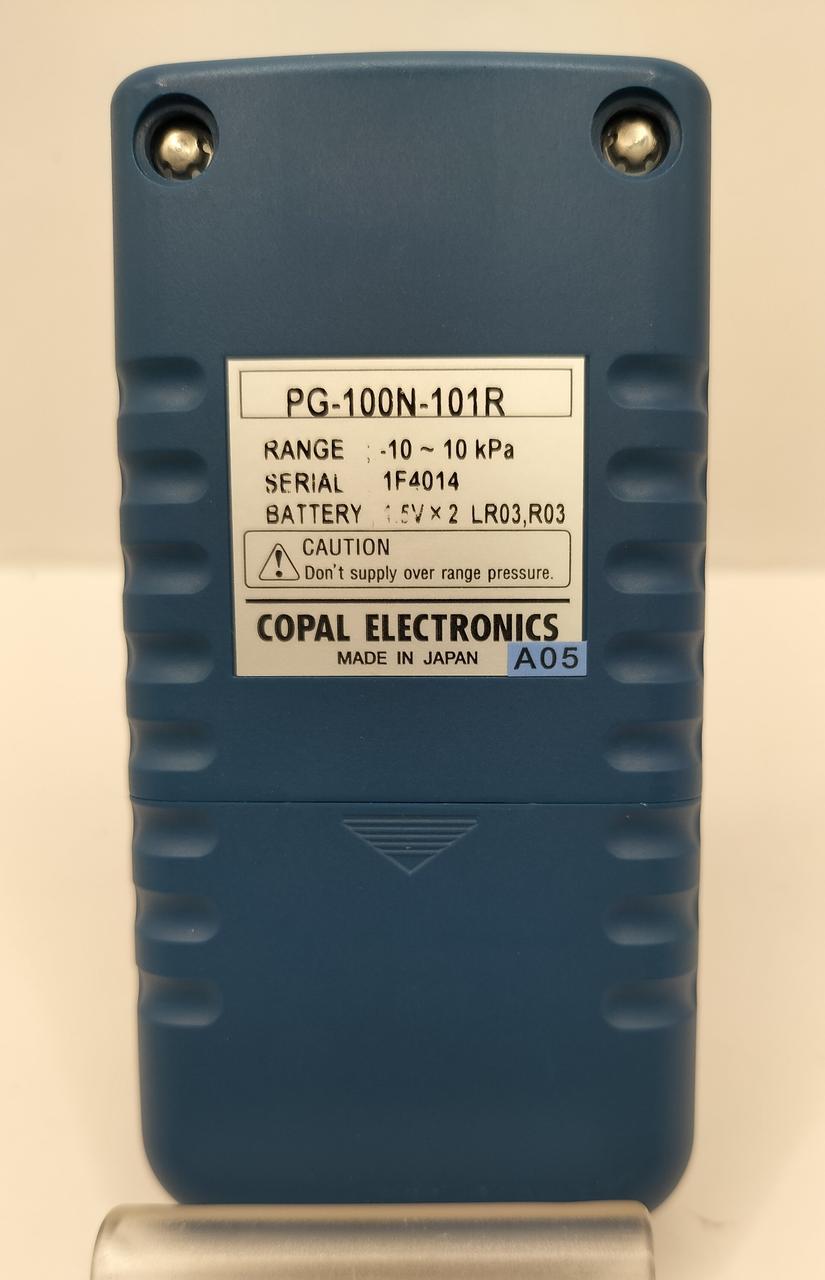 PG-100N-101R
RANGE : -10 ~ 10 kPa
SERIAL 1F4014
BATTERY 1.5V × 2 LR03,R03
CAUTION
Don't supply over range pressure.
COPAL ELECTRONICS
MADE IN JAPAN A05